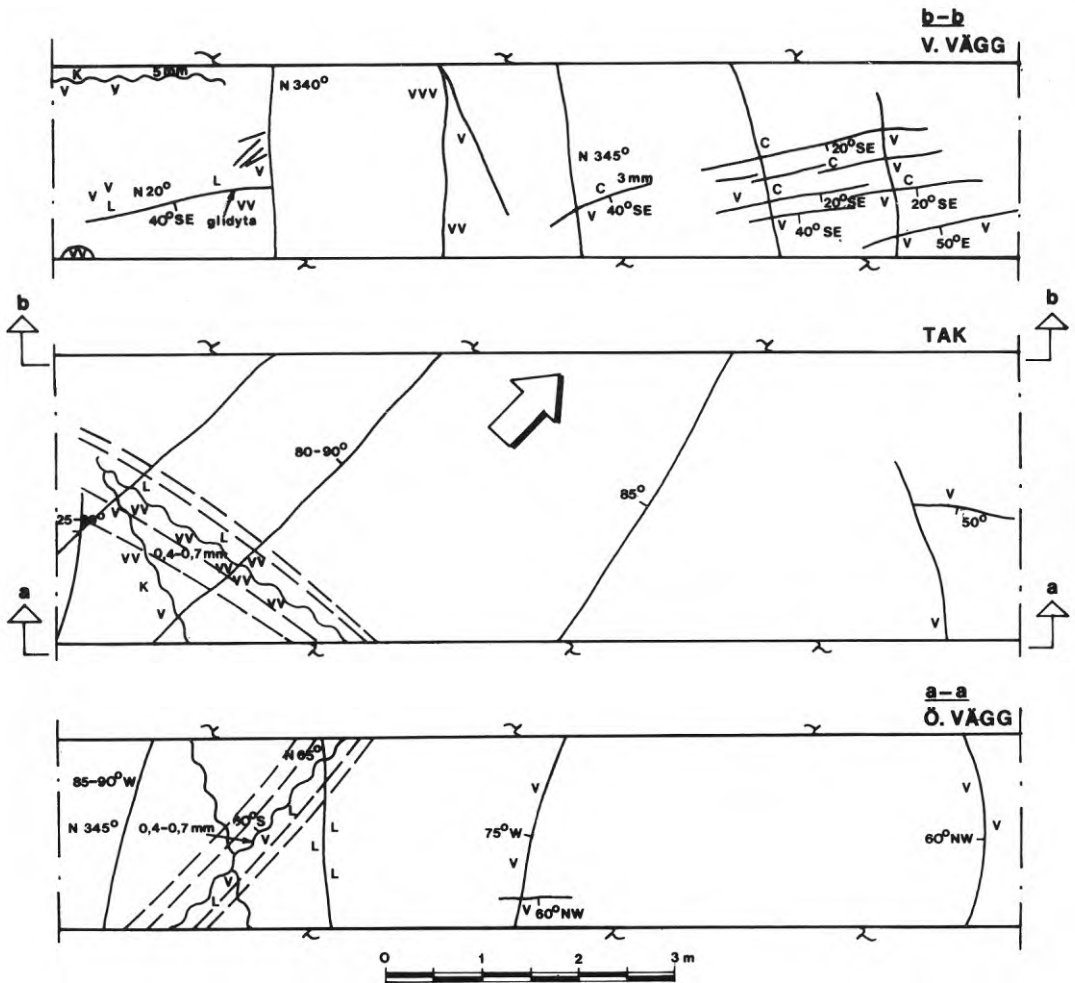 b–b
V. VÄGG
K
5 mm
V
V
N 340°
VVV
V
V
N 345°
3 mm
C
40°SE
V
V
V
L
N 20°
L
VV
40°SE
glidyta
VV
VV
C
20°SE
V
C
V
V
20°SE
V
C
20°SE
40°SE
V
50°E
V
b
b
TAK
80–90°
L
V
VV
VV
L
0,4–0,7 mm
VV
VV
VV
VV
K
V
85°
V
50°
V
a
a
a–a
Ö. VÄGG
85–90°W
N 65°
N 345°
0,4–0,7 mm
V
L
V
L
L
L
V
75°W
V
V
60°NW
V
V
60°NW
0
1
2
3 m